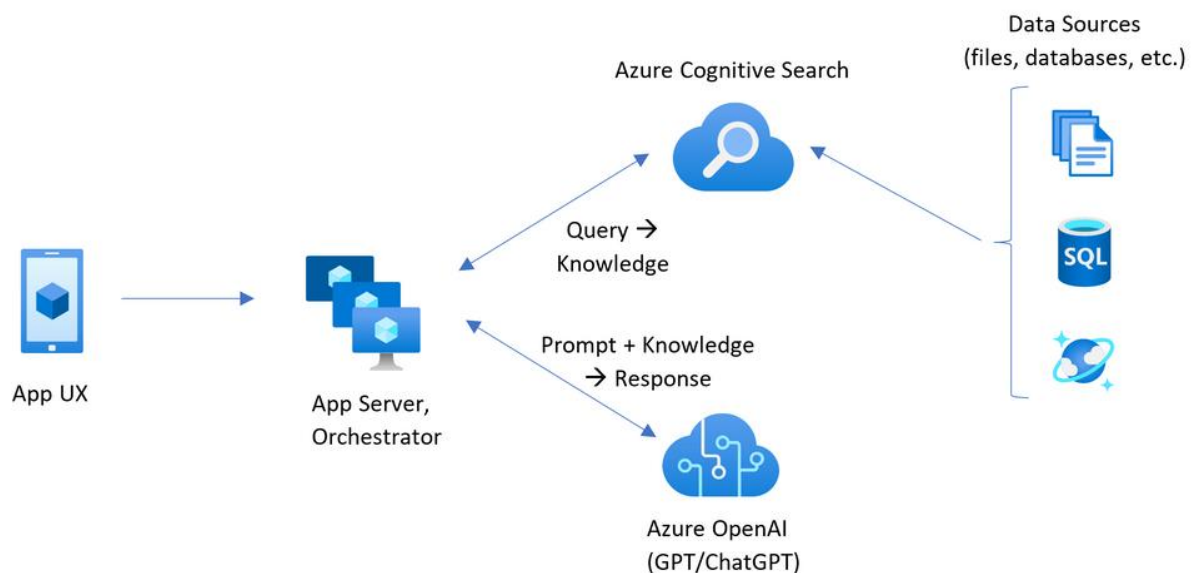 Data Sources
(files, databases, etc.)
Azure Cognitive Search
Query →
Knowledge
SQL
Prompt + Knowledge
→ Response
App UX
App Server,
Orchestrator
Azure OpenAI
(GPT/ChatGPT)